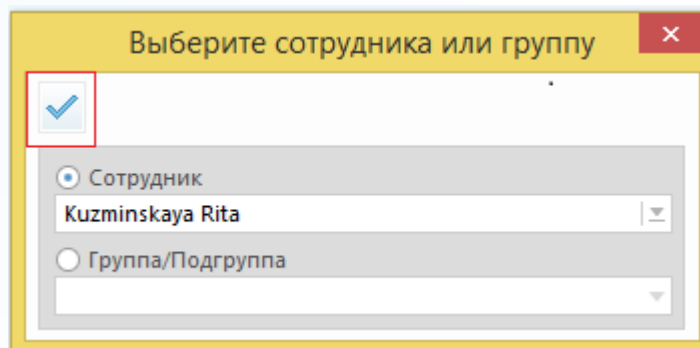 Выберите сотрудника или группу
Сотрудник
Kuzminskaya Rita
Группа/Подгруппа